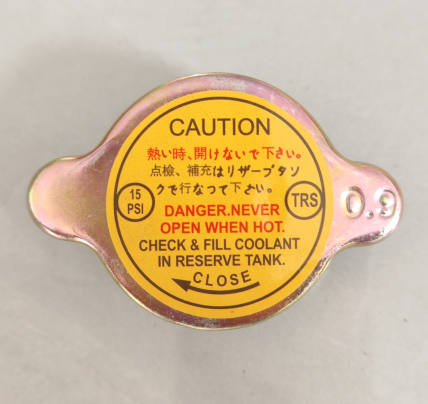 CAUTION
熱い時、開けないで下さい。
点検、補充はリザーブタソ
クで行なつて下さい。
15
PSI
TRS
0.9
DANGER.NEVER
OPEN WHEN HOT.
CHECK & FILL COOLANT
IN RESERVE TANK.
CLOSE